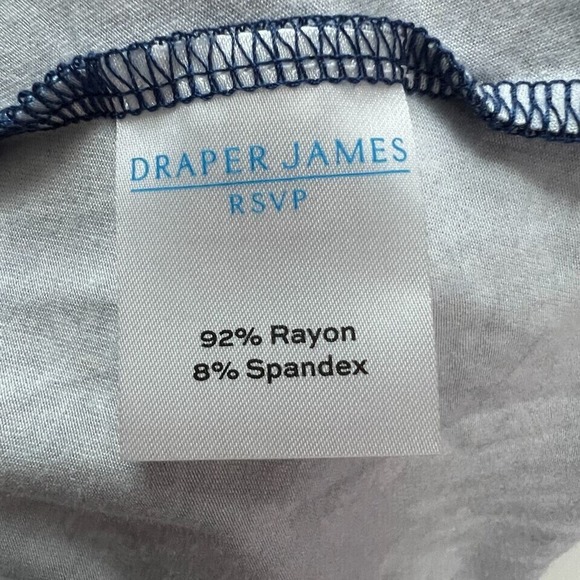 DRAPER JAMES
RSVP
92% Rayon
8% Spandex